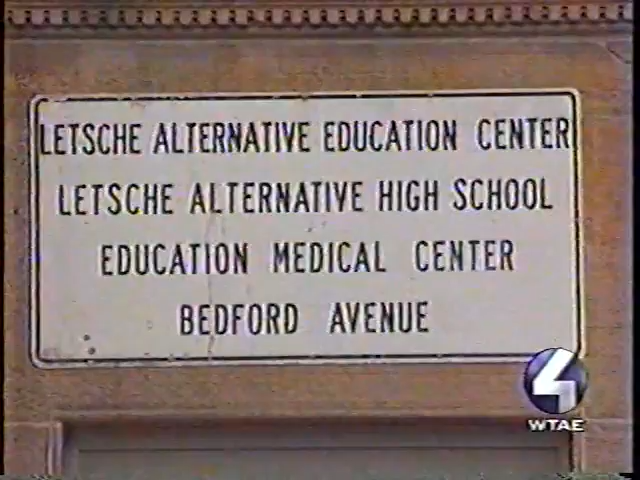 LETSCHE ALTERNATIVE EDUCATION CENTER
LETSCHE ALTERNATIVE HIGH SCHOOL
EDUCATION MEDICAL CENTER
BEDFORD AVENUE
4
WTAE